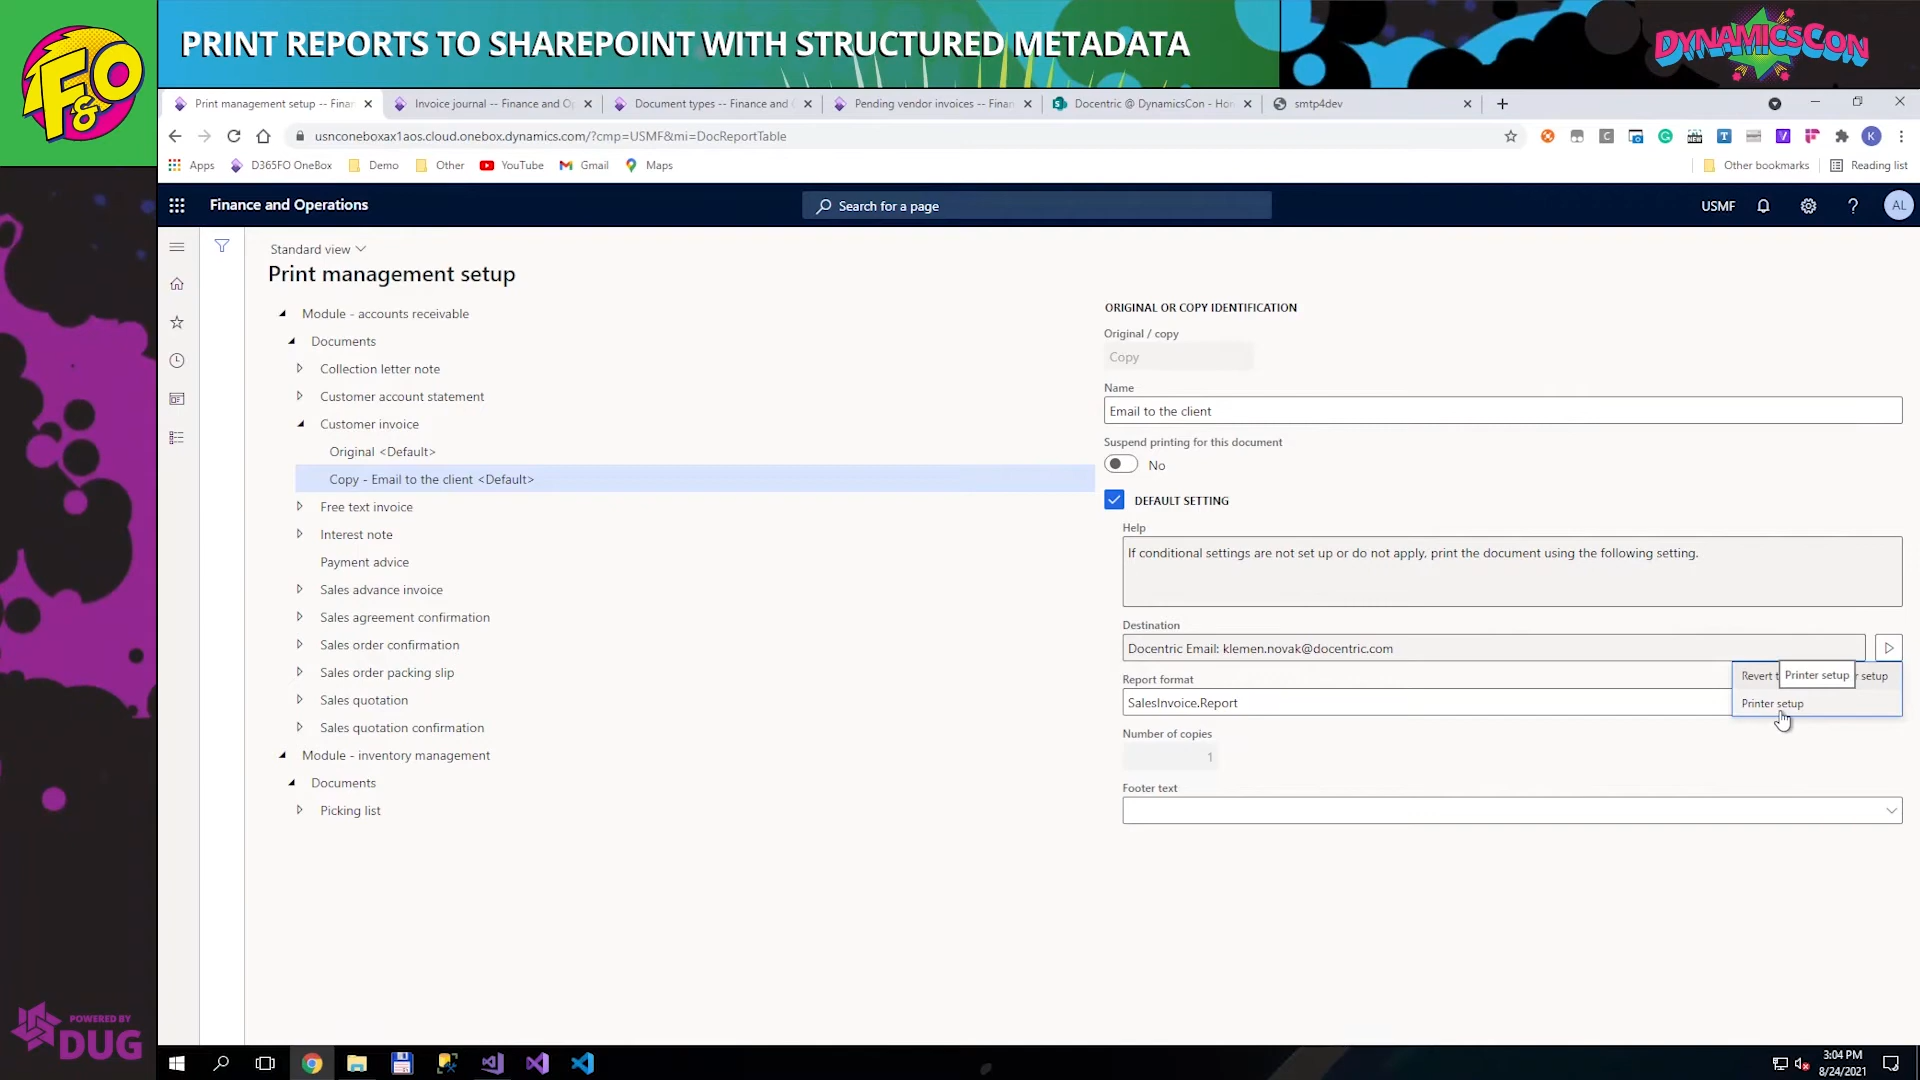 F&O
PRINT REPORTS TO SHAREPOINT WITH STRUCTURED METADATA
DYNAMICSCON
Print management setup -- Finan
Invoice journal -- Finance and Op
Document types -- Finance and
Pending vendor invoices -- Finan
Docentric @ DynamicsCon - Hon
smtp4dev
usnconeboxax1aos.cloud.onebox.dynamics.com/?cmp=USMF&mi=DocReportTable
Apps
D365FO OneBox
Demo
Other
YouTube
Gmail
Maps
Other bookmarks
Reading list
Finance and Operations
Search for a page
USMF
AL
Standard view
Print management setup
Module - accounts receivable
Documents
Collection letter note
Customer account statement
Customer invoice
Original <Default>
Copy - Email to the client <Default>
Free text invoice
Interest note
Payment advice
Sales advance invoice
Sales agreement confirmation
Sales order confirmation
Sales order packing slip
Sales quotation
Sales quotation confirmation
Module - inventory management
Documents
Picking list
ORIGINAL OR COPY IDENTIFICATION
Original / copy
Copy
Name
Email to the client
Suspend printing for this document
No
DEFAULT SETTING
Help
If conditional settings are not set up or do not apply, print the document using the following setting.
Destination
Docentric Email: klemen.novak@docentric.com
Revert t
Printer setup
r setup
Printer setup
Report format
SalesInvoice.Report
Number of copies
1
Footer text
POWERED BY
DUG
3:04 PM
8/24/2021